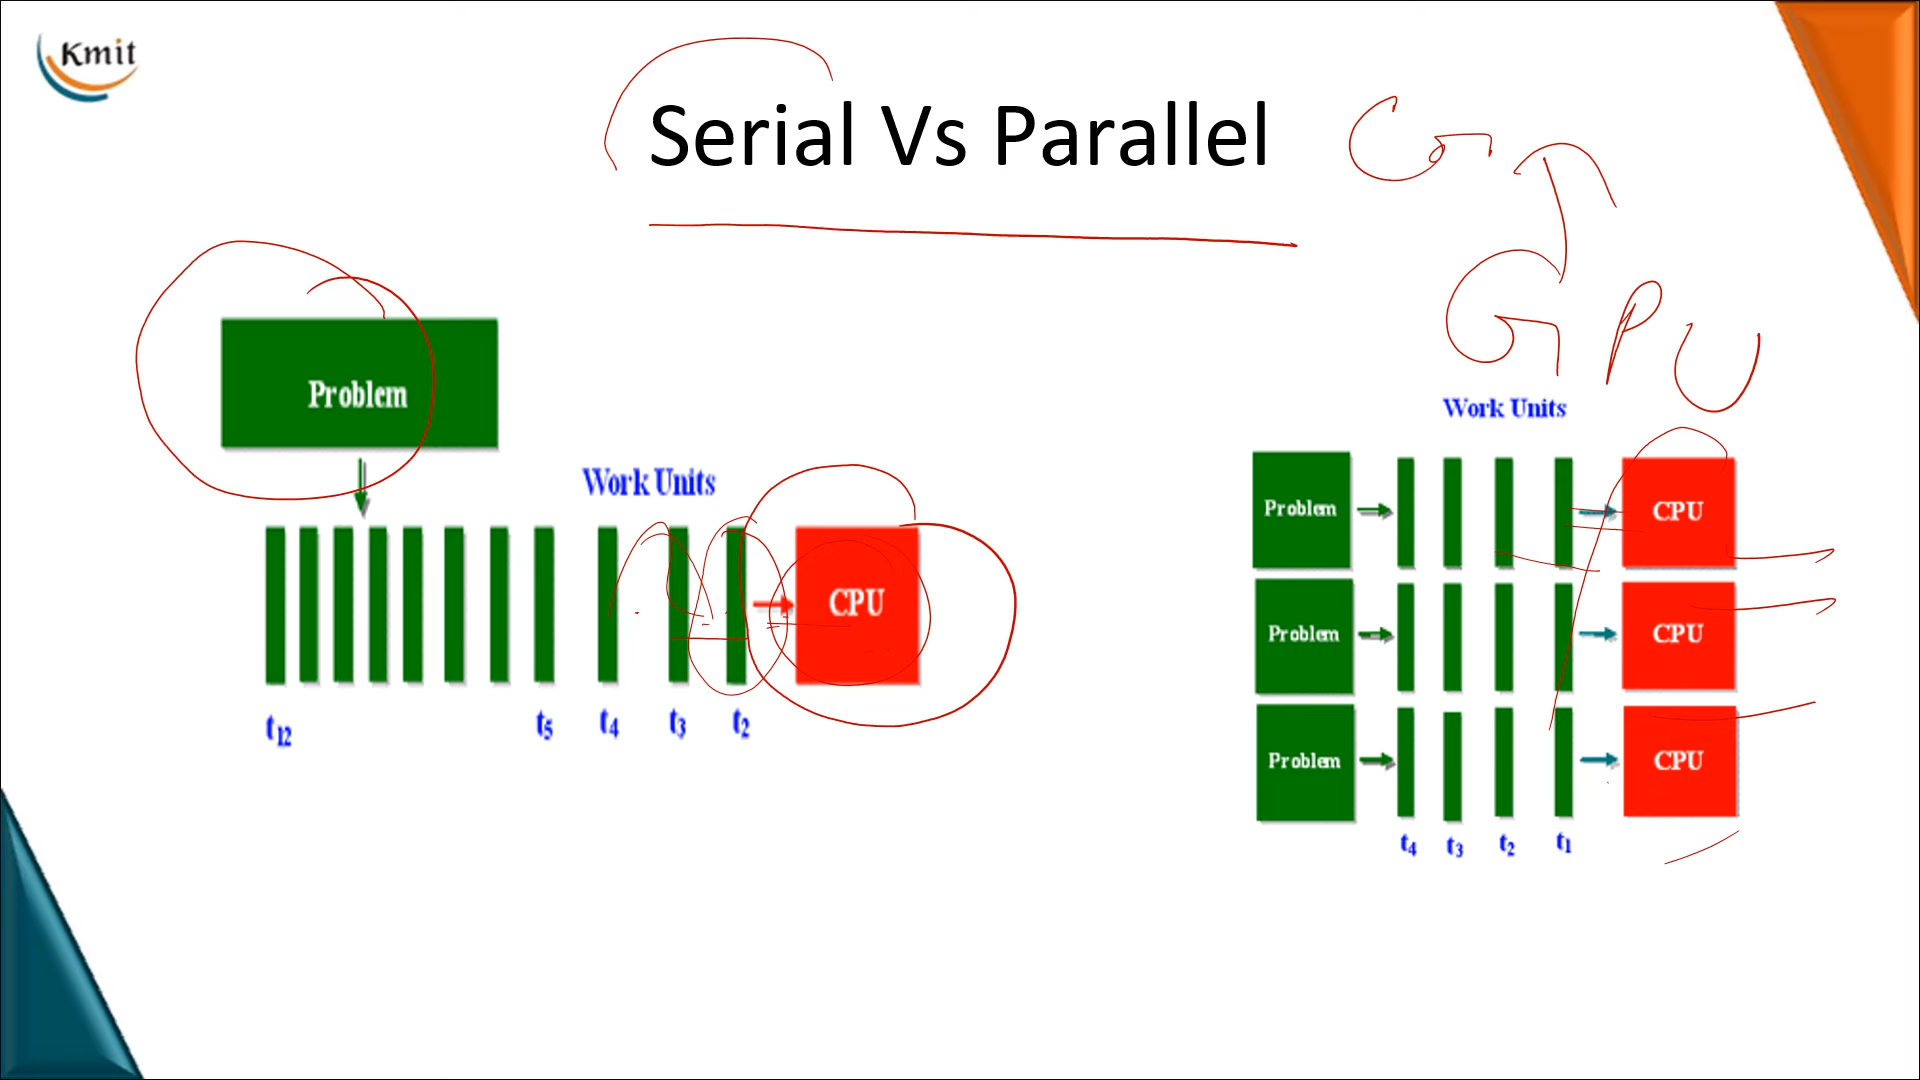 Kmit
Serial Vs Parallel
GPU
Problem
Work Units
CPU
t12 t5 t4 t3 t2
Work Units
Problem CPU
Problem CPU
Problem CPU
t4 t3 t2 t1